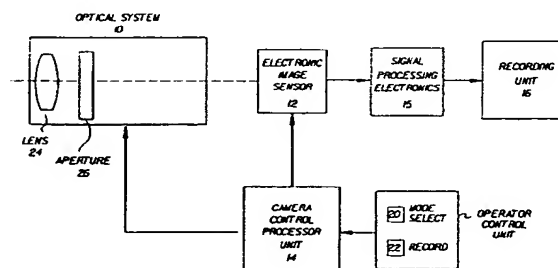 OPTICAL SYSTEM
10
LENS
24
APERTURE
26
ELECTRONIC
IMAGE
SENSOR
12
SIGNAL
PROCESSING
ELECTRONICS
15
RECORDING
UNIT
16
CAMERA
CONTROL
PROCESSOR
UNIT
14
20 MODE
SELECT
22 RECORD
OPERATOR
CONTROL
UNIT